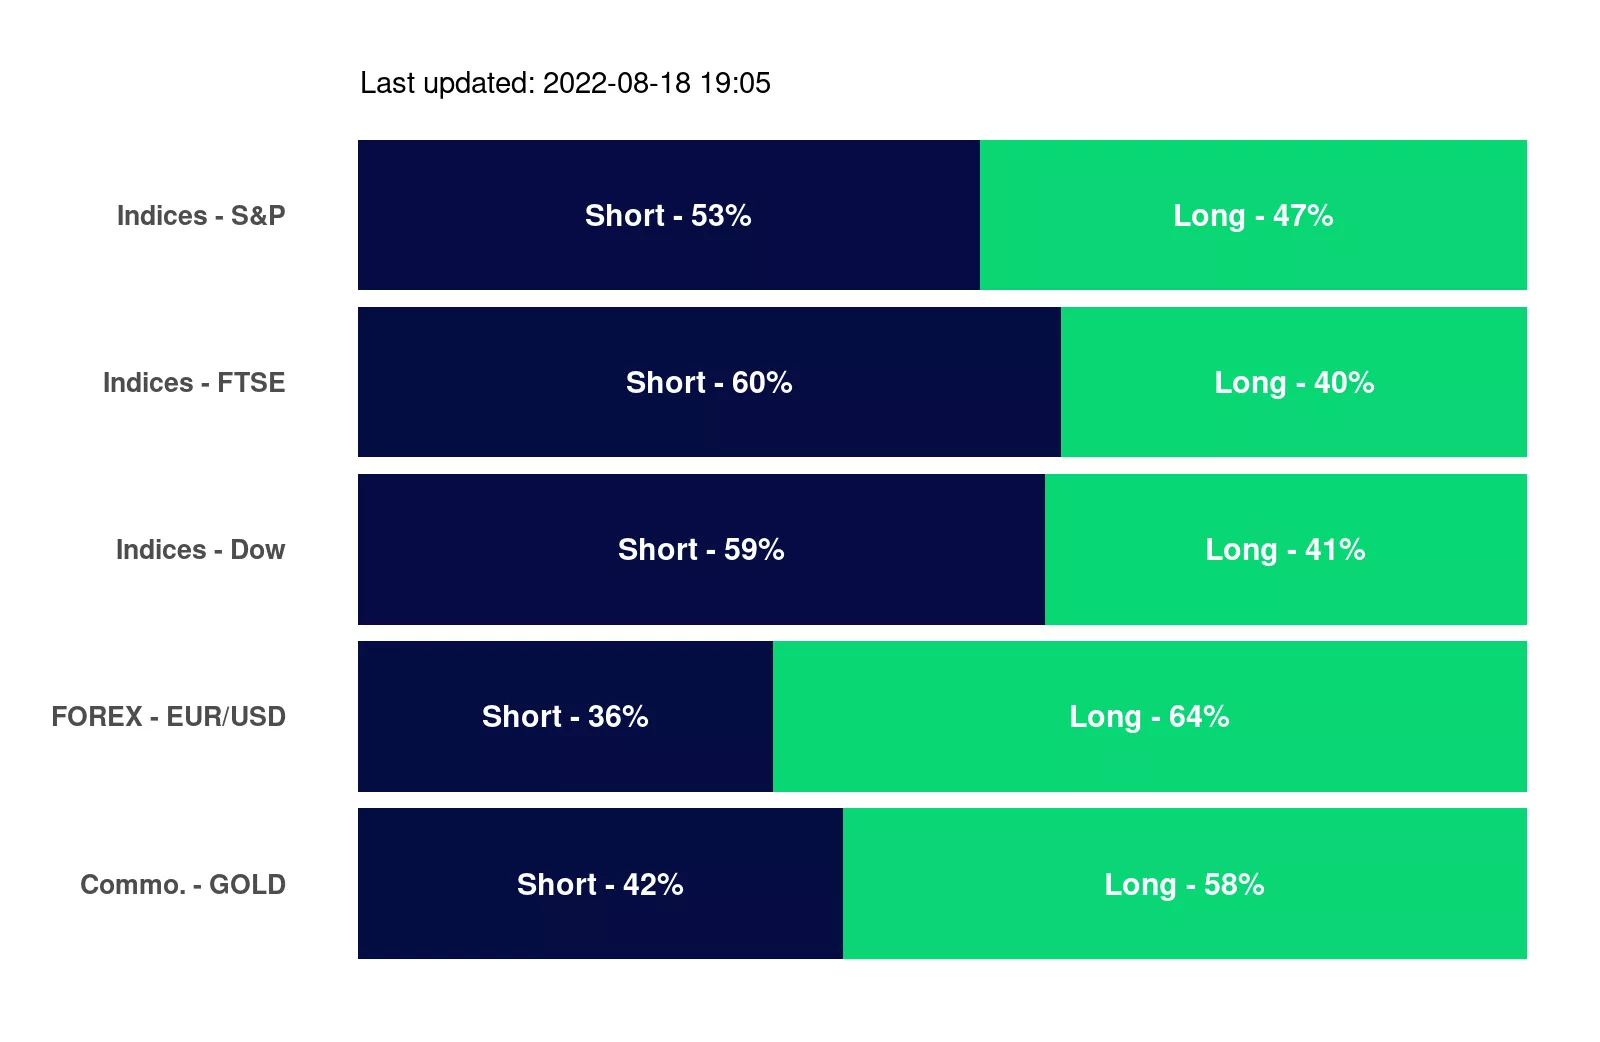 Last updated: 2022-08-18 19:05
Indices - S&P Short - 53% Long - 47%
Indices - FTSE Short - 60% Long - 40%
Indices - Dow Short - 59% Long - 41%
FOREX - EUR/USD Short - 36% Long - 64%
Commo. - GOLD Short - 42% Long - 58%